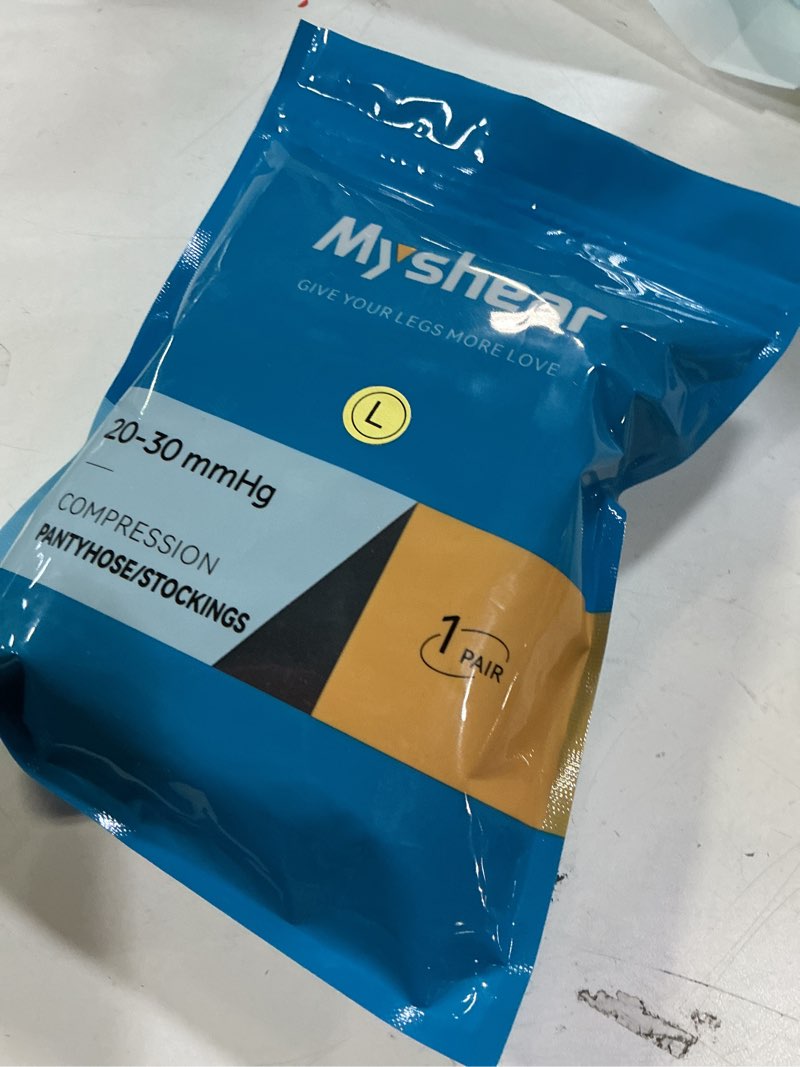 Myshear
GIVE YOUR LEGS MORE LOVE
L
20-30 mmHg
COMPRESSION
PANTYHOSE/STOCKINGS
1 PAIR